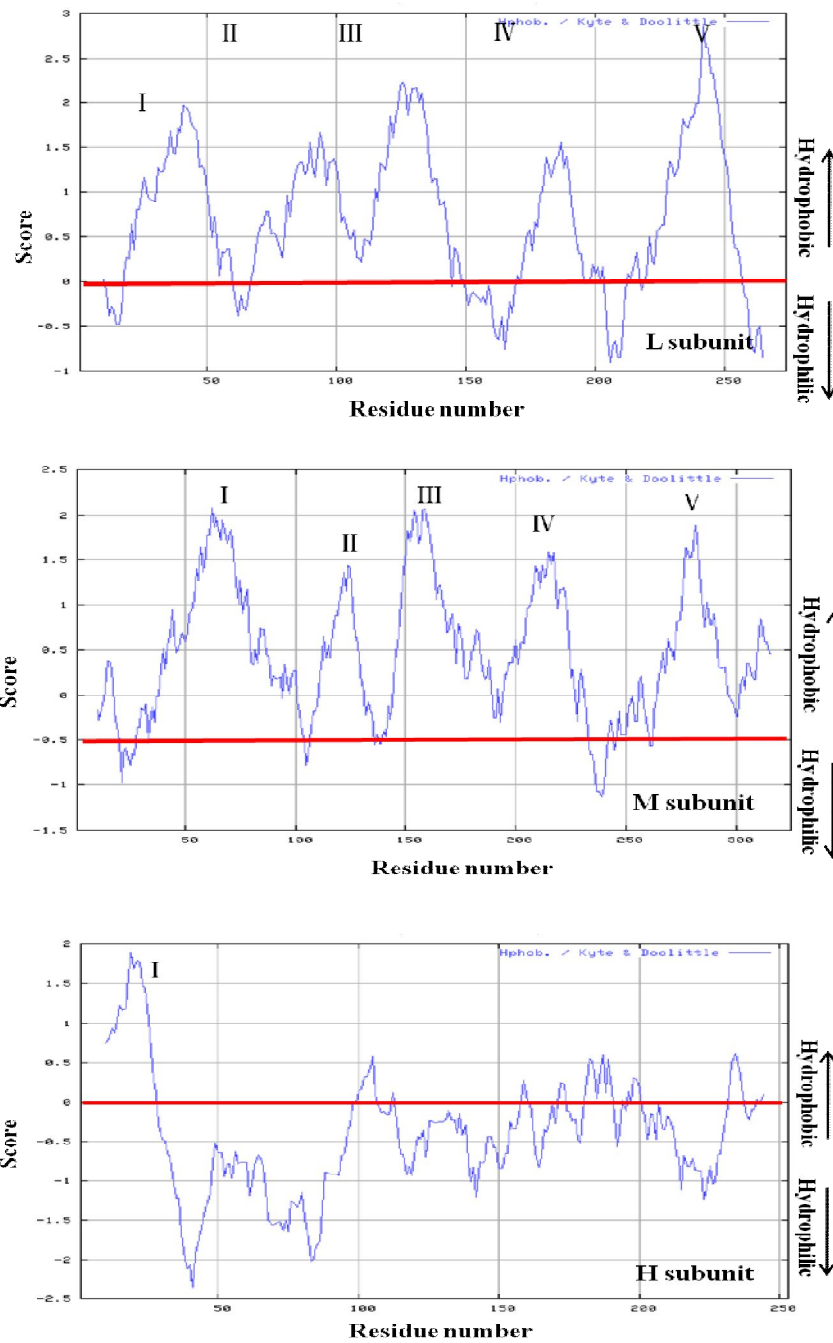 3
Hphob. / Kyte & Doolittle
II III IV V
2.5
I
2
1.5
1
0.5
0
-0.5
-1
Score
Hydrophobic
Hydrophilic
L subunit
50 100 150 200 250
Residue number
2.5
Hphob. / Kyte & Doolittle
I III V
2
II IV
1.5
1
0.5
0
-0.5
-1
-1.5
Score
Hydrophobic
Hydrophilic
M subunit
50 100 150 200 250 300
Residue number
2
Hphob. / Kyte & Doolittle
I
1.5
1
0.5
0
-0.5
-1
-1.5
-2
-2.5
Score
Hydrophobic
Hydrophilic
H subunit
50 100 150 200 250
Residue number